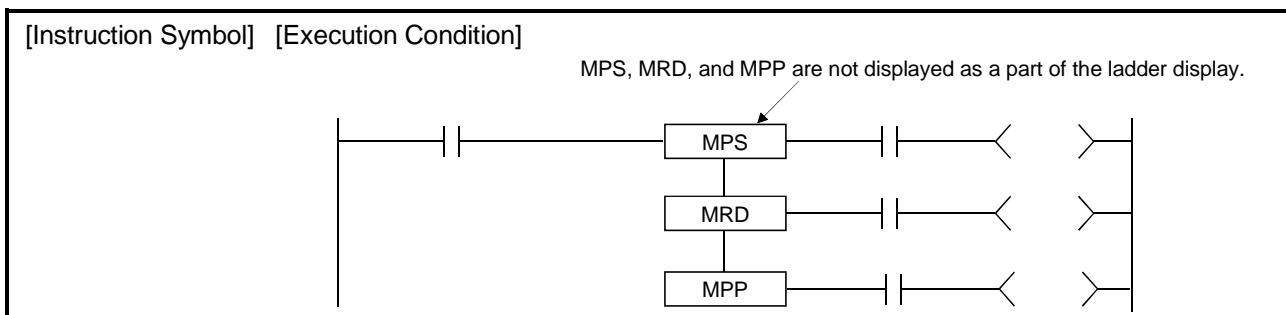 [Instruction Symbol] [Execution Condition]
MPS, MRD, and MPP are not displayed as a part of the ladder display.
MPS
MRD
MPP